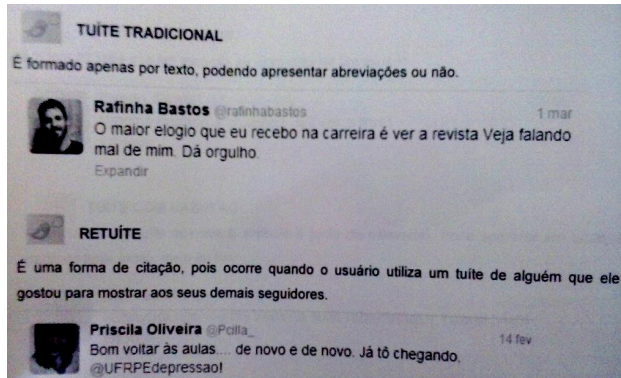 TUÍTE TRADICIONAL
É formado apenas por texto, podendo apresentar abreviações ou não.
Rafinha Bastos @rafinhabastos 1 mar
O maior elogio que eu recebo na carreira é ver a revista Veja falando
mal de mim. Dá orgulho.
Expandir
RETUÍTE
É uma forma de citação, pois ocorre quando o usuário utiliza um tuíte de alguém que ele
gostou para mostrar aos seus demais seguidores.
Priscila Oliveira @Pcilla_ 14 fev
Bom voltar às aulas.... de novo e de novo. Já tô chegando,
@UFRPEdepressao!